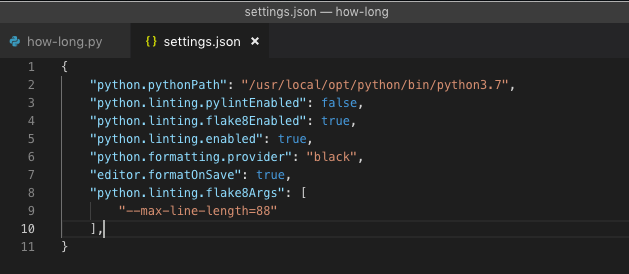 settings.json — how-long
how-long.py {} settings.json ×
1 {
2 "python.pythonPath": "/usr/local/opt/python/bin/python3.7",
3 "python.linting.pylintEnabled": false,
4 "python.linting.flake8Enabled": true,
5 "python.linting.enabled": true,
6 "python.formatting.provider": "black",
7 "editor.formatOnSave": true,
8 "python.linting.flake8Args": [
9 "--max-line-length=88"
10 ],
11 }